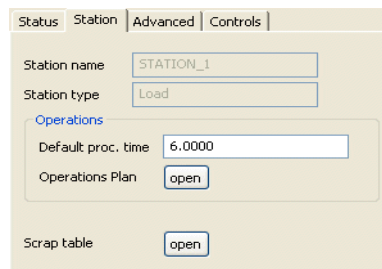 Status Station Advanced Controls
Station name STATION_1
Station type Load
Operations
Default proc. time 6.0000
Operations Plan open
Scrap table open